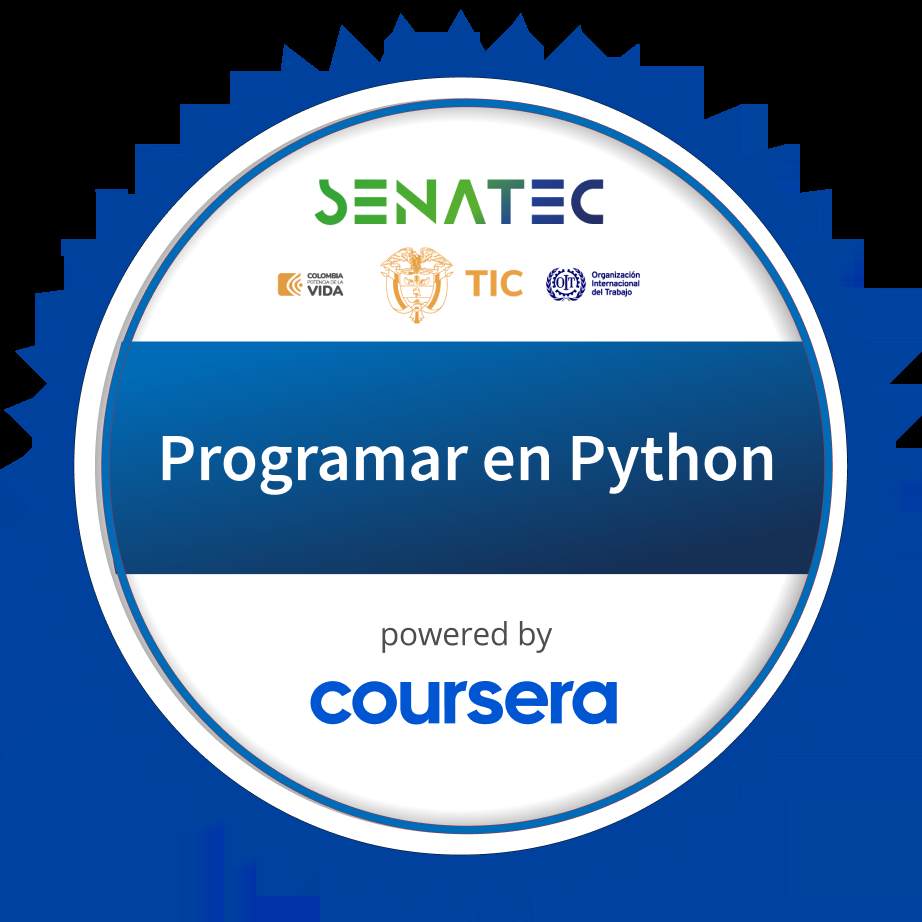 SENATEC
COLOMBIA
POTENCIA DE LA
VIDA
TIC
OIT
Organización
Internacional
del Trabajo
Programar en Python
powered by
coursera